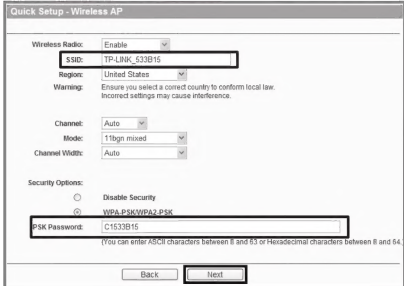 Quick Setup - Wireless AP
Wireless Radio: Enable
SSID: TP-LINK_533B15
Region: United States
Warning: Ensure you select a correct country to conform local law.
Incorrect settings may cause interference.
Channel: Auto
Mode: 11bgn mixed
Channel Width: Auto
Security Options:
Disable Security
WPA-PSK/WPA2-PSK
PSK Password: C1533B15
(You can enter ASCII characters between 8 and 63 or Hexadecimal characters between 8 and 64.
Back Next